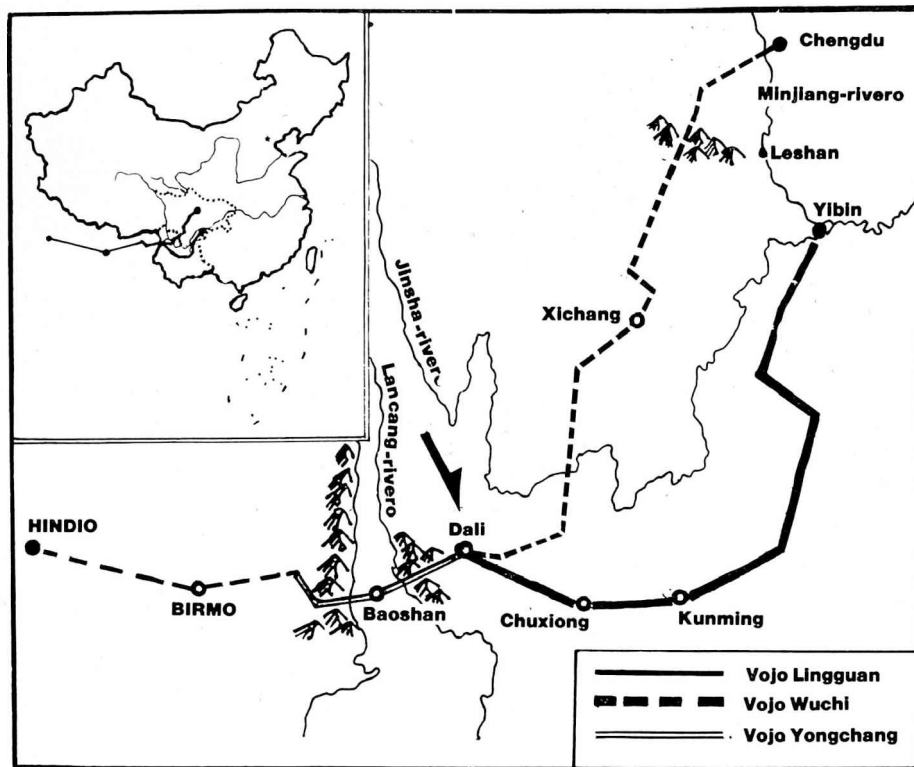 Chengdu
Minjiang-rivero
Leshan
Yibin
Jinsha-rivero
Xichang
Lancang-rivero
Dali
HINDIO
BIRMO
Baoshan
Chuxiong
Kunming
Vojo Lingguan
Vojo Wuchi
Vojo Yongchang